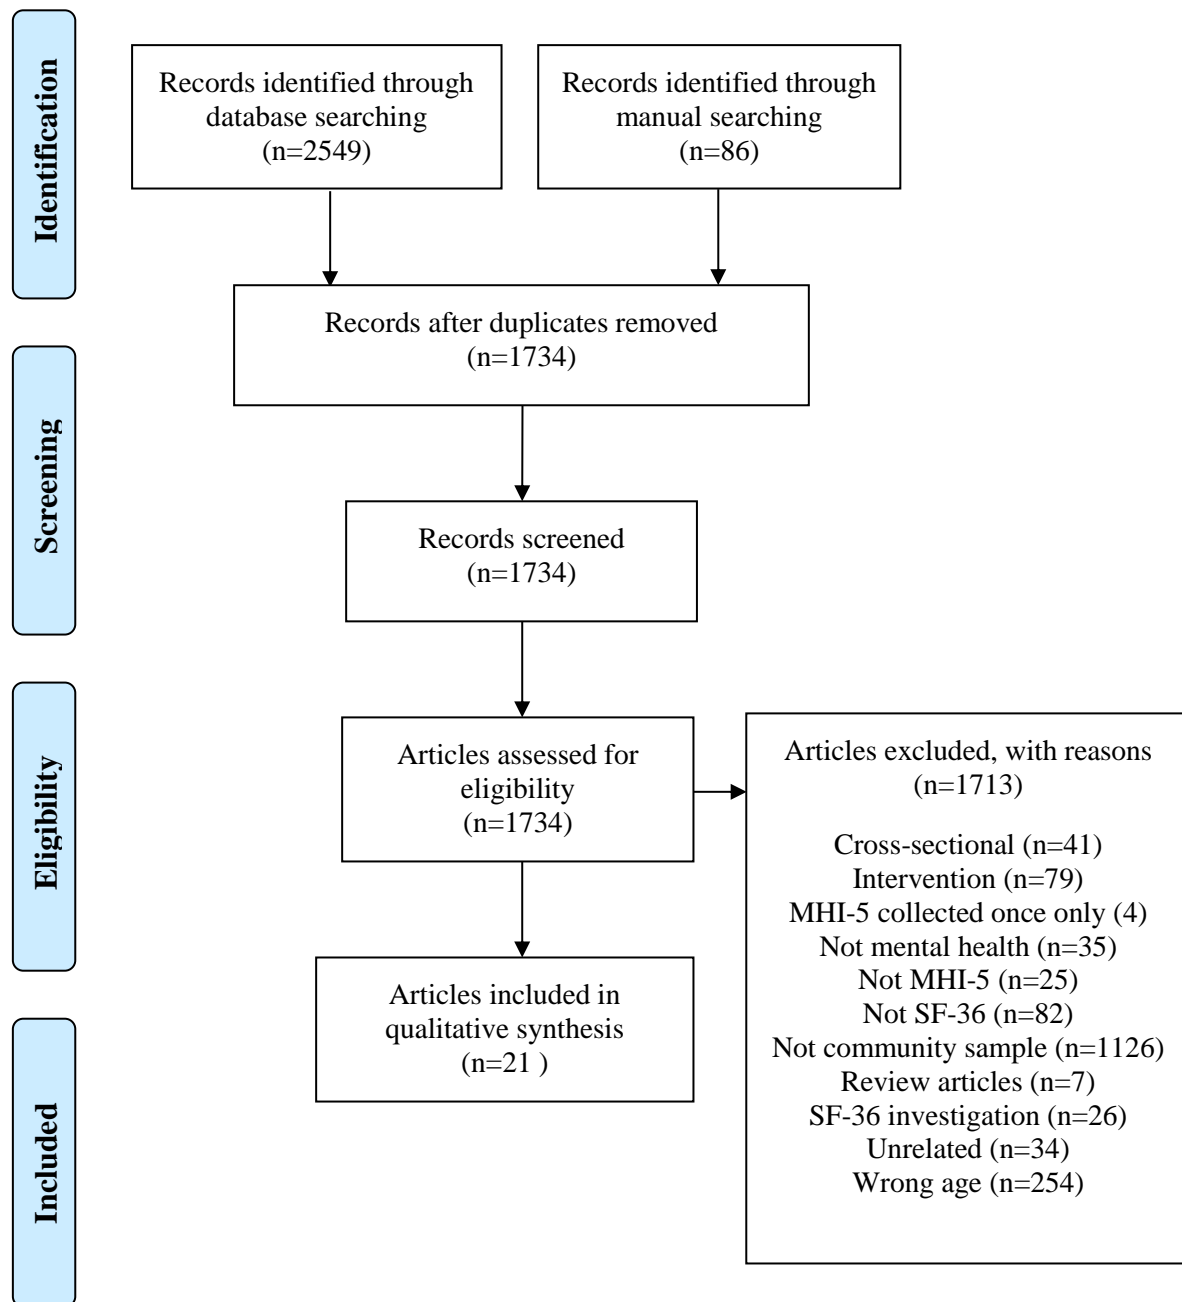 Identification
Records identified through
database searching
(n=2549)
Records identified through
manual searching
(n=86)
Records after duplicates removed
(n=1734)
Screening
Records screened
(n=1734)
Eligibility
Articles assessed for
eligibility
(n=1734)
Articles excluded, with reasons
(n=1713)
Cross-sectional (n=41)
Intervention (n=79)
MHI-5 collected once only (4)
Not mental health (n=35)
Not MHI-5 (n=25)
Not SF-36 (n=82)
Not community sample (n=1126)
Review articles (n=7)
SF-36 investigation (n=26)
Unrelated (n=34)
Wrong age (n=254)
Included
Articles included in
qualitative synthesis
(n=21 )